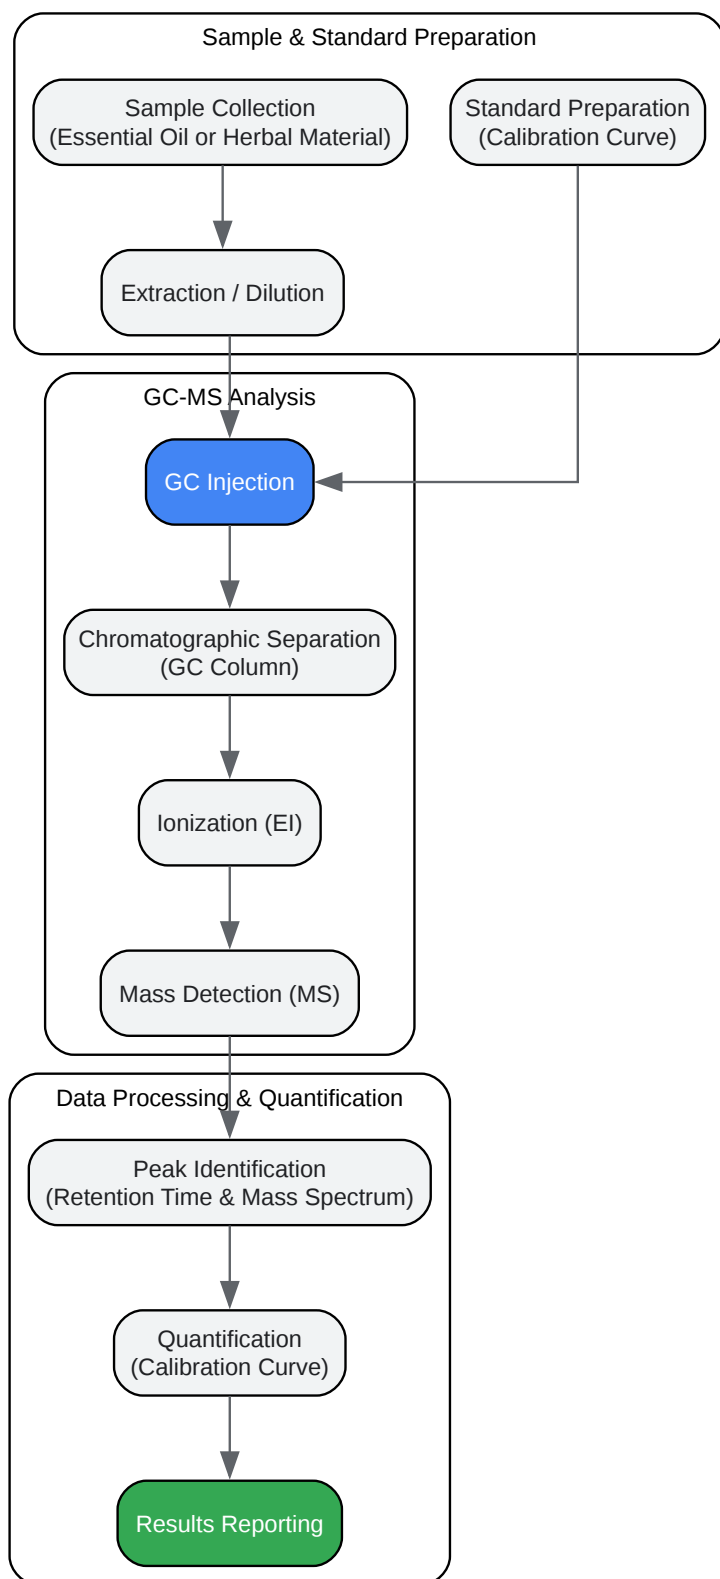 Sample & Standard Preparation
Sample Collection
(Essential Oil or Herbal Material)
Standard Preparation
(Calibration Curve)
Extraction / Dilution
GC-MS Analysis
GC Injection
Chromatographic Separation
(GC Column)
Ionization (EI)
Mass Detection (MS)
Data Processing & Quantification
Peak Identification
(Retention Time & Mass Spectrum)
Quantification
(Calibration Curve)
Results Reporting